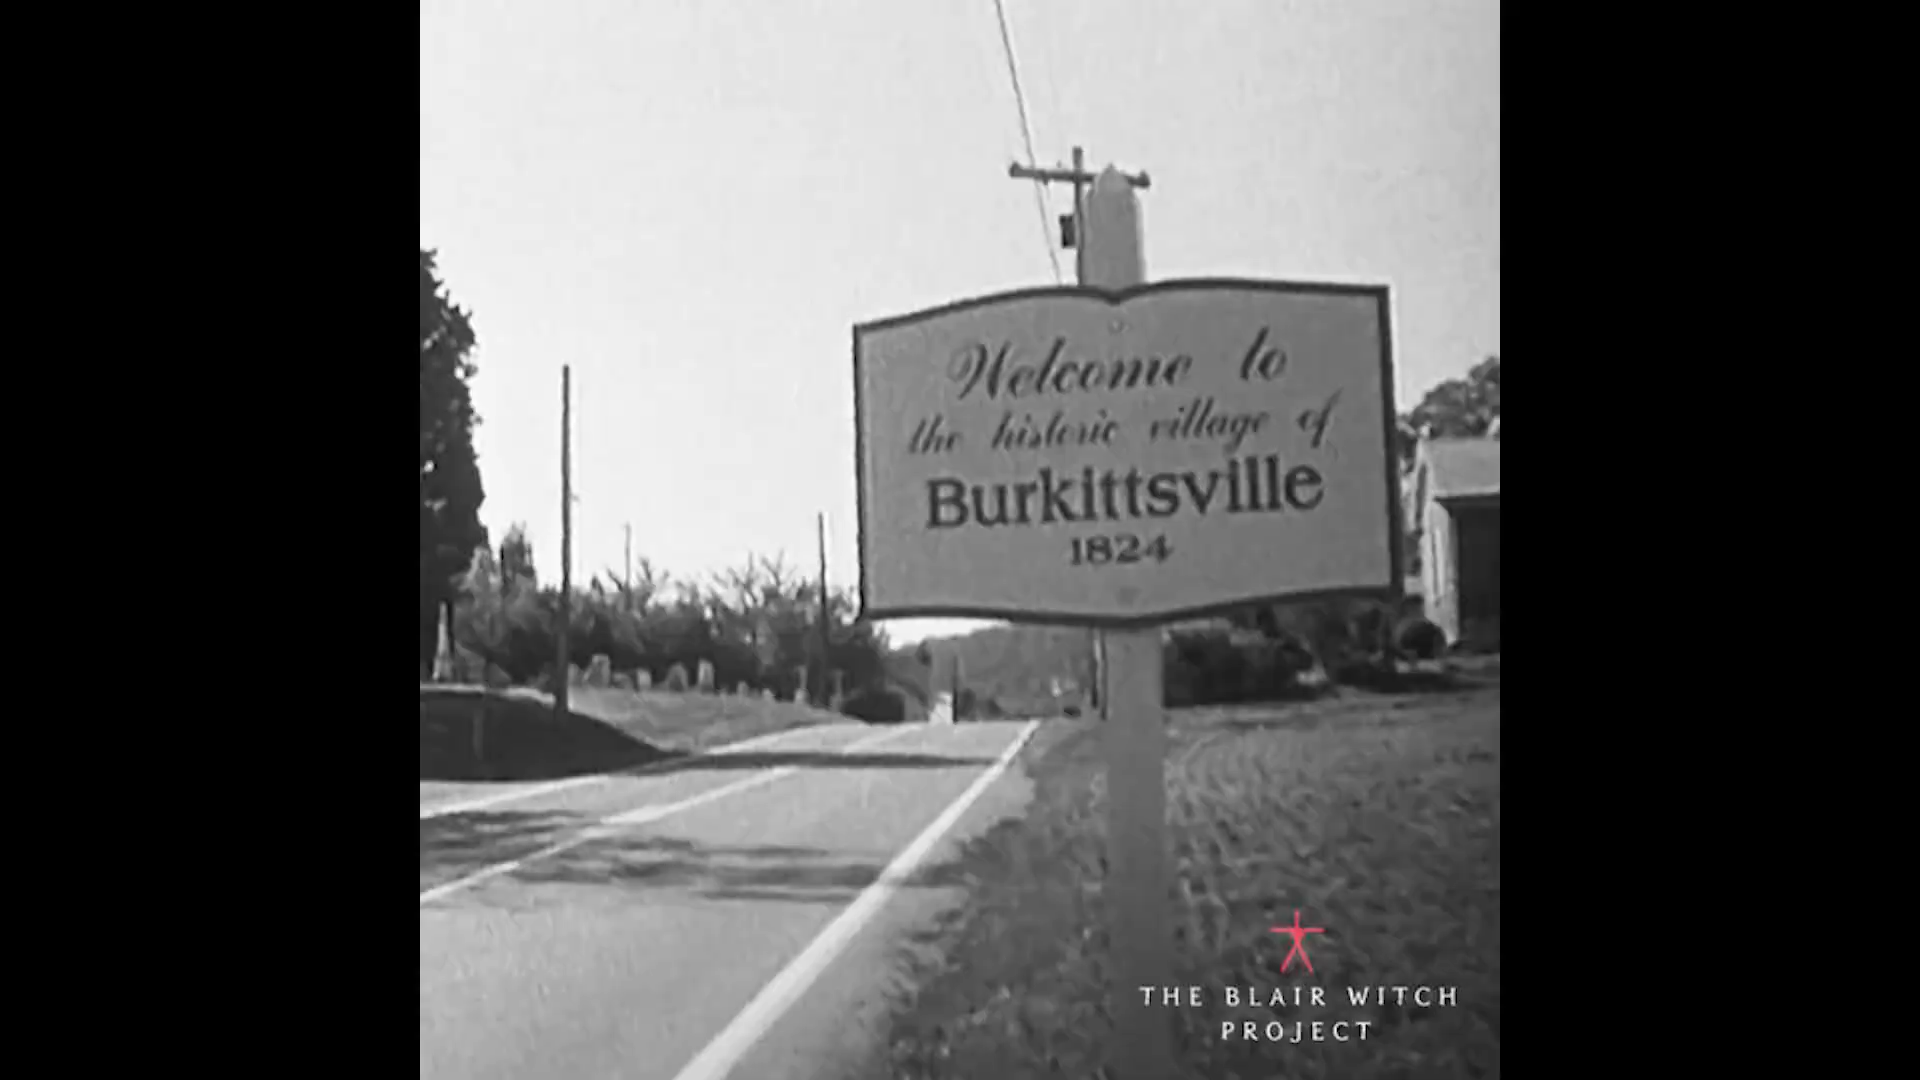 Welcome to
the historic village of
Burkittsville
1824
THE BLAIR WITCH
PROJECT